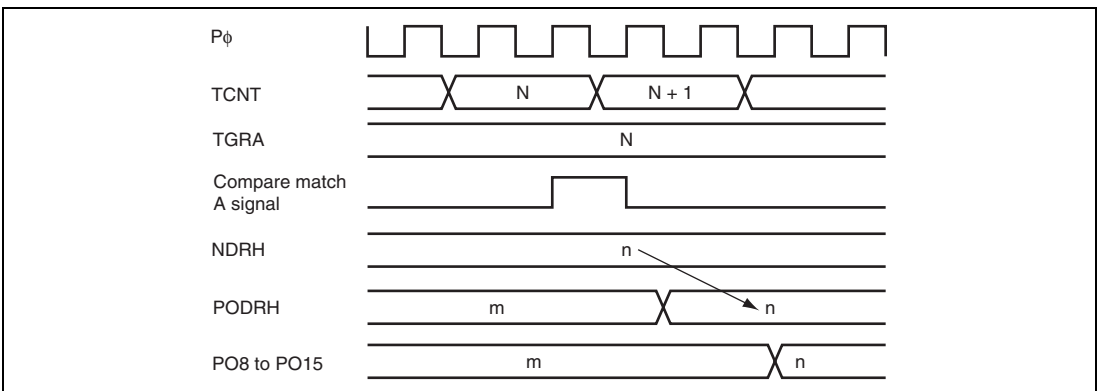 Pφ
TCNT N N + 1
TGRA N
Compare match
A signal
NDRH n
PODRH m n
PO8 to PO15 m n